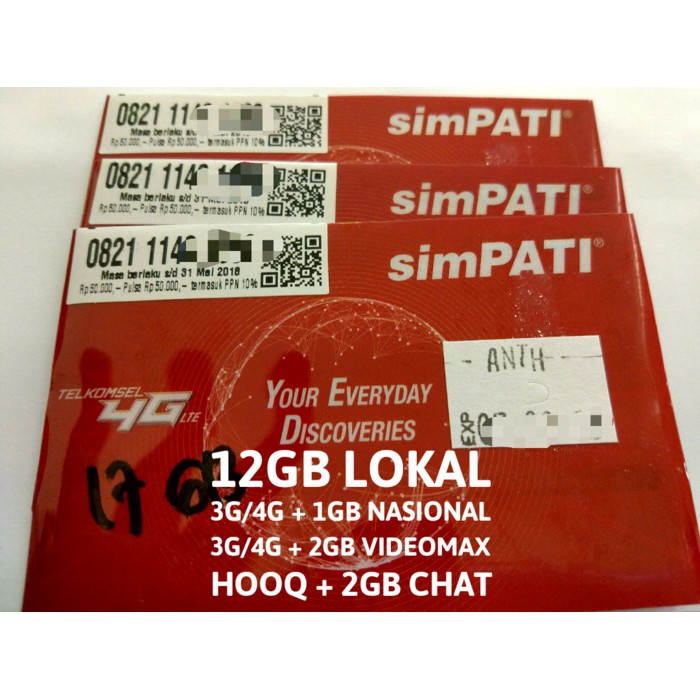 0821 114
Masa berlaku s/d
Rp 50.000,- Pulsa Rp 50.000,- termasuk PPN 10%
simPATI®
0821 114
Masa berlaku s/d 31
Rp 50.000,- Pulsa Rp 50.000,- termasuk PPN 10%
simPATI®
0821 114
Masa berlaku s/d 31 Mei 2018
Rp 50.000,- Pulsa Rp 50.000,- termasuk PPN 10%
simPATI®
ANTH
EXP
TELKOMSEL
4G LTE
YOUR EVERYDAY
DISCOVERIES
17 GB
12GB LOKAL
3G/4G + 1GB NASIONAL
3G/4G + 2GB VIDEOMAX
HOOQ + 2GB CHAT